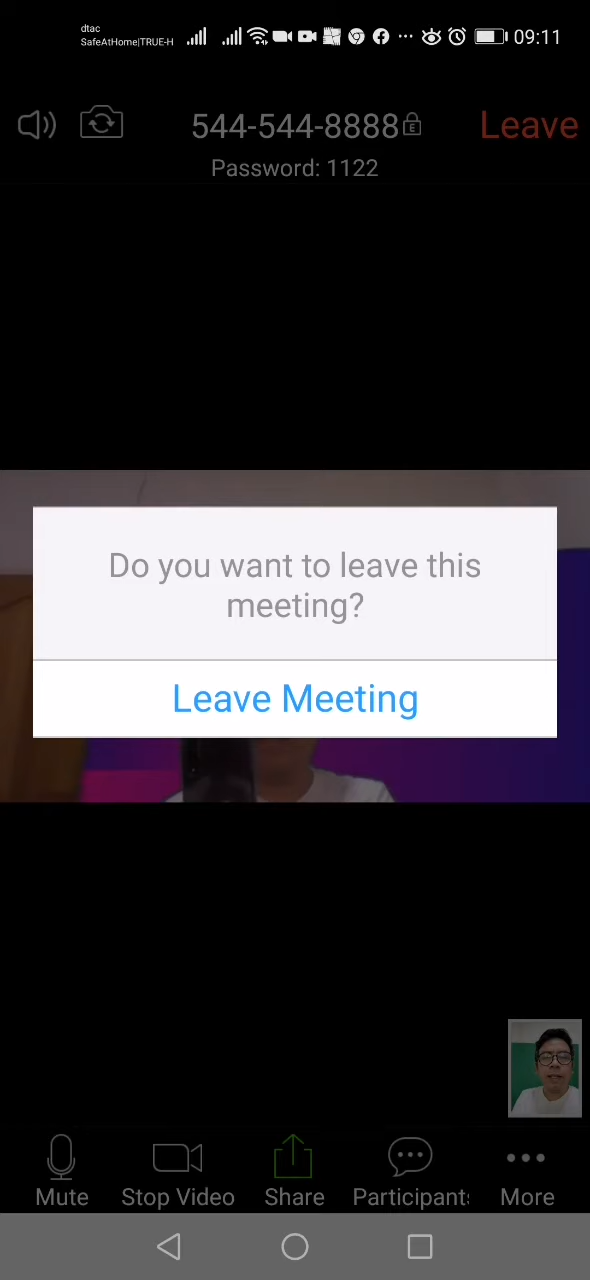 dtac
SafeAtHome|TRUE-H
09:11
544-544-8888
E
Leave
Password: 1122
Do you want to leave this
meeting?
Leave Meeting
Mute
Stop Video
Share
Participants
More